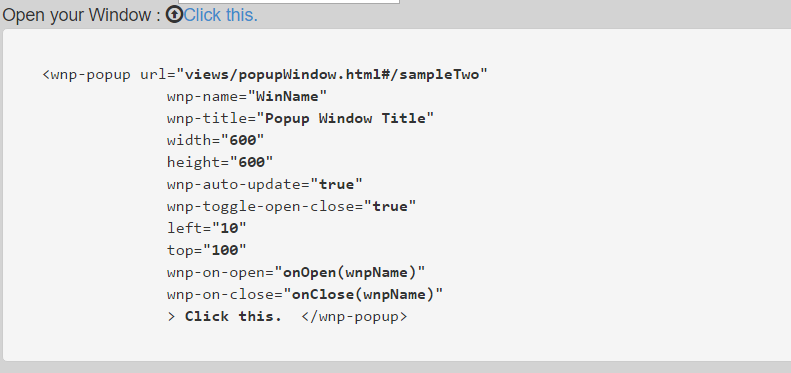 Open your Window : Click this.
<wnp-popup url="views/popupWindow.html#/sampleTwo"
wnp-name="WinName"
wnp-title="Popup Window Title"
width="600"
height="600"
wnp-auto-update="true"
wnp-toggle-open-close="true"
left="10"
top="100"
wnp-on-open="onOpen(wnpName)"
wnp-on-close="onClose(wnpName)"
> Click this.  </wnp-popup>